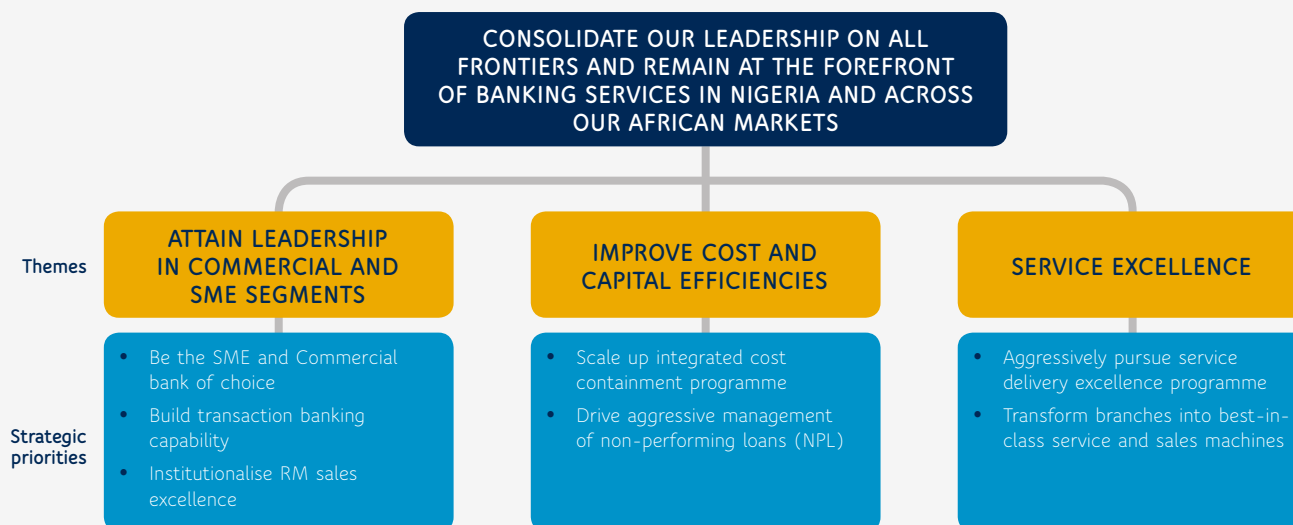 CONSOLIDATE OUR LEADERSHIP ON ALL
FRONTIERS AND REMAIN AT THE FOREFRONT
OF BANKING SERVICES IN NIGERIA AND ACROSS
OUR AFRICAN MARKETS
Themes
ATTAIN LEADERSHIP
IN COMMERCIAL AND
SME SEGMENTS
IMPROVE COST AND
CAPITAL EFFICIENCIES
SERVICE EXCELLENCE
Strategic
priorities
• Be the SME and Commercial
bank of choice
• Build transaction banking
capability
• Institutionalise RM sales
excellence
• Scale up integrated cost
containment programme
• Drive aggressive management
of non-performing loans (NPL)
• Aggressively pursue service
delivery excellence programme
• Transform branches into best-in-
class service and sales machines